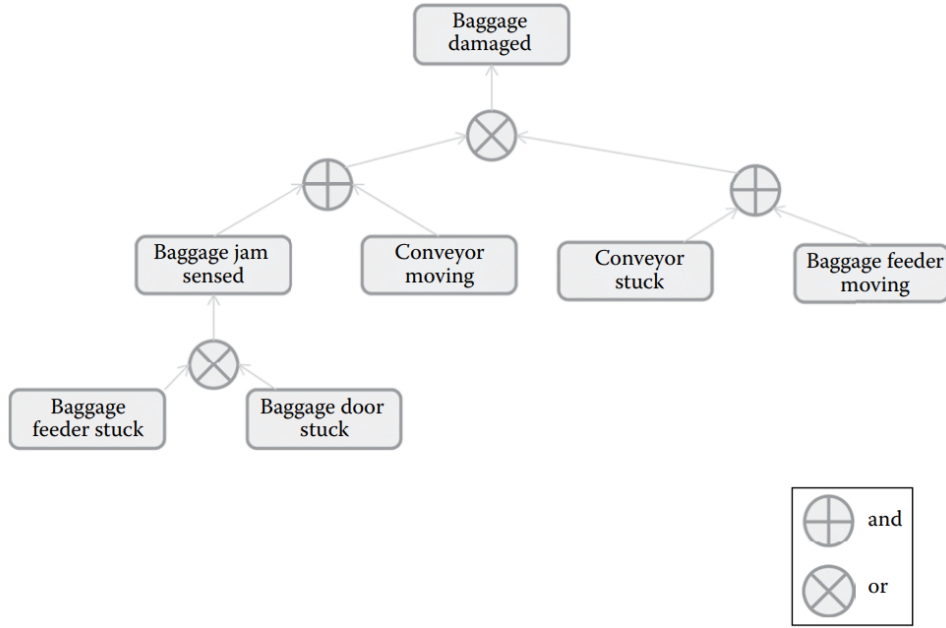 Baggage
damaged
Baggage jam
sensed
Conveyor
moving
Conveyor
stuck
Baggage feeder
moving
Baggage
feeder stuck
Baggage door
stuck
and
or